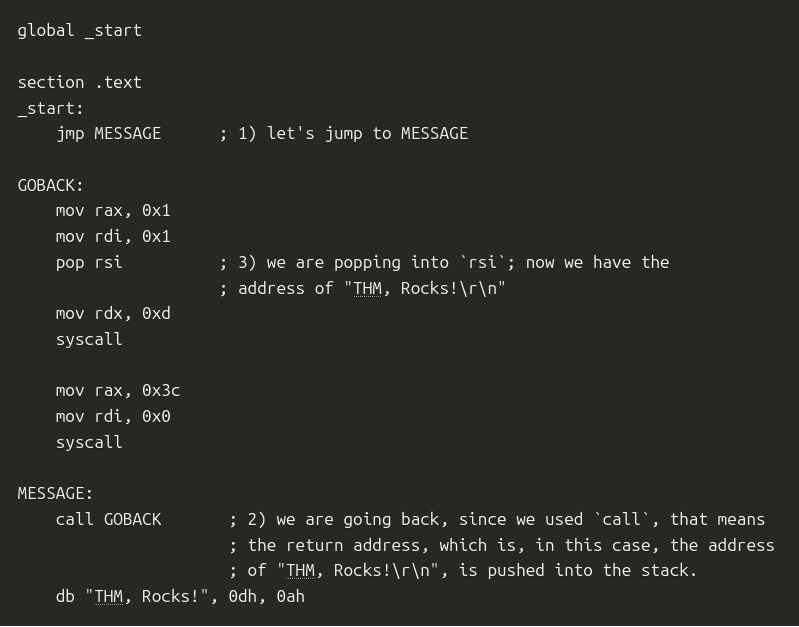 global _start
section .text
_start:
    jmp MESSAGE      ; 1) let's jump to MESSAGE
GOBACK:
    mov rax, 0x1
    mov rdi, 0x1
    pop rsi          ; 3) we are popping into `rsi`; now we have the
                     ; address of "THM, Rocks!\r\n"
    mov rdx, 0xd
    syscall
    mov rax, 0x3c
    mov rdi, 0x0
    syscall
MESSAGE:
    call GOBACK       ; 2) we are going back, since we used `call`, that means
                      ; the return address, which is, in this case, the address
                      ; of "THM, Rocks!\r\n", is pushed into the stack.
    db "THM, Rocks!", 0dh, 0ah